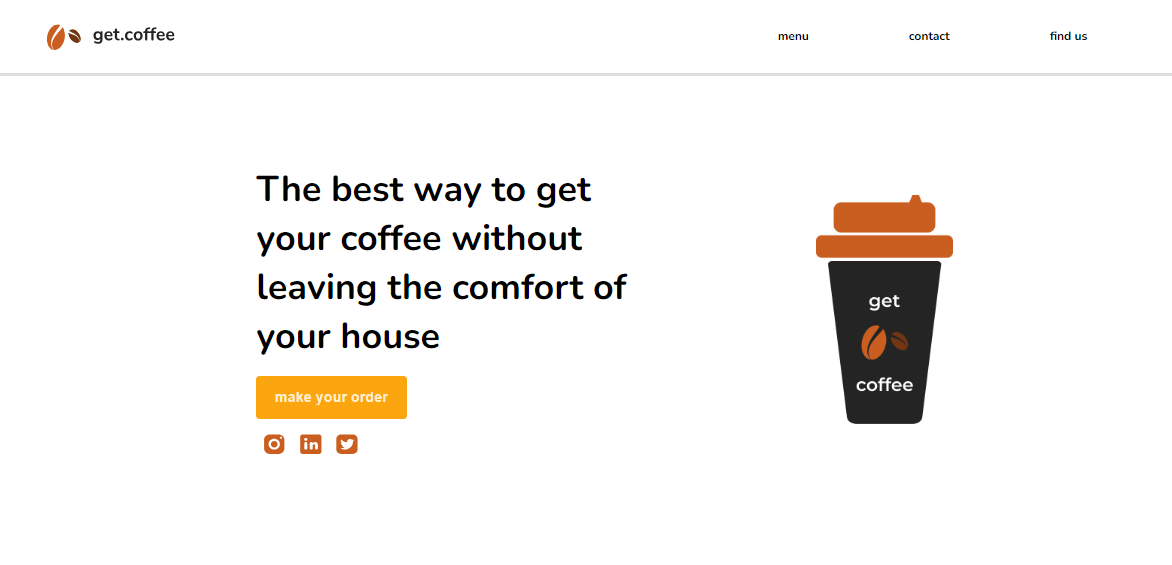 get.coffee
menu
contact
find us
The best way to get
your coffee without
leaving the comfort of
your house
make your order
in
get
coffee